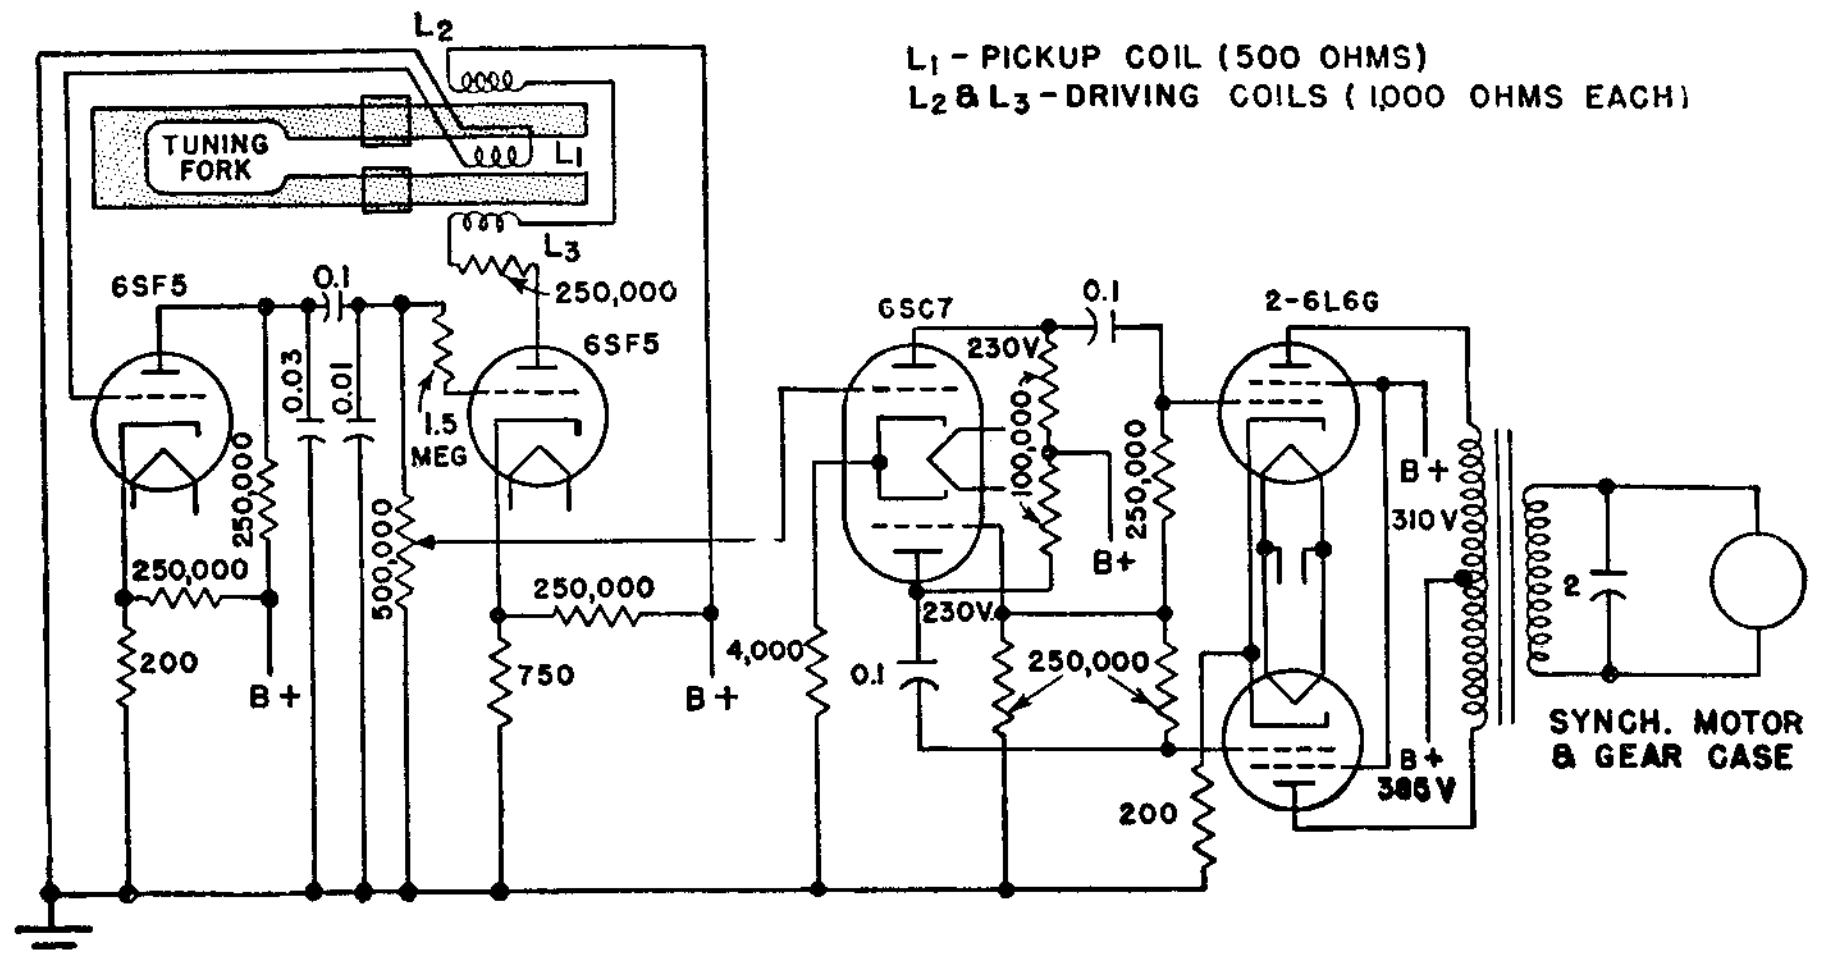 L2
L1 - PICKUP COIL (500 OHMS)
L2 & L3 - DRIVING COILS (1,000 OHMS EACH)
TUNING
FORK
L1
L3
6SF5
0.1
250,000
6SF5
0.03
0.01
1.5
MEG
250,000
500,000
250,000
200
B+
250,000
750
B+
6SC7
230V
0.1
2-6L6G
100,000
250,000
B+
310V
B+
230V
4,000
0.1
250,000
200
B+
2
SYNCH. MOTOR
& GEAR CASE